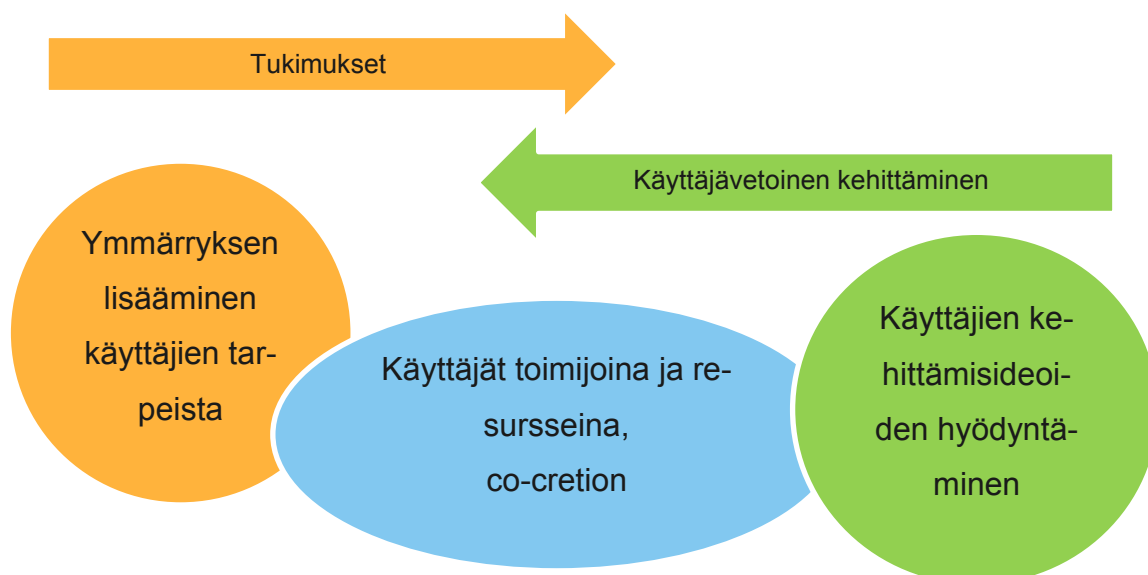 Tukimukset
Käyttäjävetoinen kehittäminen
Ymmärryksen
lisääminen
käyttäjien tar-
peista
Käyttäjät toimijoina ja re-
sursseina,
co-cretion
Käyttäjien ke-
hittämisideoi-
den hyödyntä-
minen